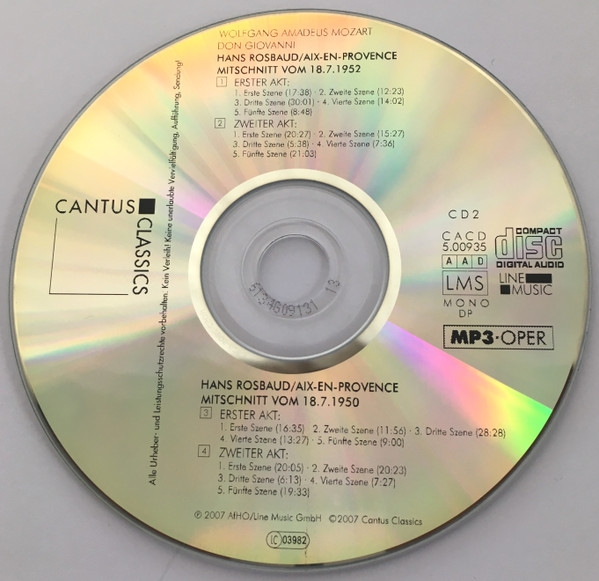 WOLFGANG AMADEUS MOZART
DON GIOVANNI
HANS ROSBAUD/AIX-EN-PROVENCE
MITSCHNITT VOM 18.7.1952
1 ERSTER AKT:
1. Erste Szene (17:38) · 2. Zweite Szene (12:23)
3. Dritte Szene (30:01) · 4. Vierte Szene (14:02)
5. Fünfte Szene (8:48)
2 ZWEITER AKT:
1. Erste Szene (20:27) · 2. Zweite Szene (15:27)
3. Dritte Szene (5:38) · 4. Vierte Szene (7:36)
5. Fünfte Szene (21:03)
CANTUS
CLASSICS
Alle Urheber- und Leistungsschutzrechte vorbehalten. Kein Verleih! Keine unerlaubte Vervielfältigung, Aufführung, Sendung!
CD2
CACD
5.00935
AAD
LMS
MONO
DP
COMPACT
disc
DIGITAL AUDIO
LINE
MUSIC
MP3·OPER
HANS ROSBAUD/AIX-EN-PROVENCE
MITSCHNITT VOM 18.7.1950
3 ERSTER AKT:
1. Erste Szene (16:35) · 2. Zweite Szene (11:56) · 3. Dritte Szene (28:28)
4. Vierte Szene (13:27) · 5. Fünfte Szene (9:00)
4 ZWEITER AKT:
1. Erste Szene (20:05) · 2. Zweite Szene (20:23)
3. Dritte Szene (6:13) · 4. Vierte Szene (7:27)
5. Fünfte Szene (19:33)
℗ 2007 AfHO/Line Music GmbH ©2007 Cantus Classics
LC 03982